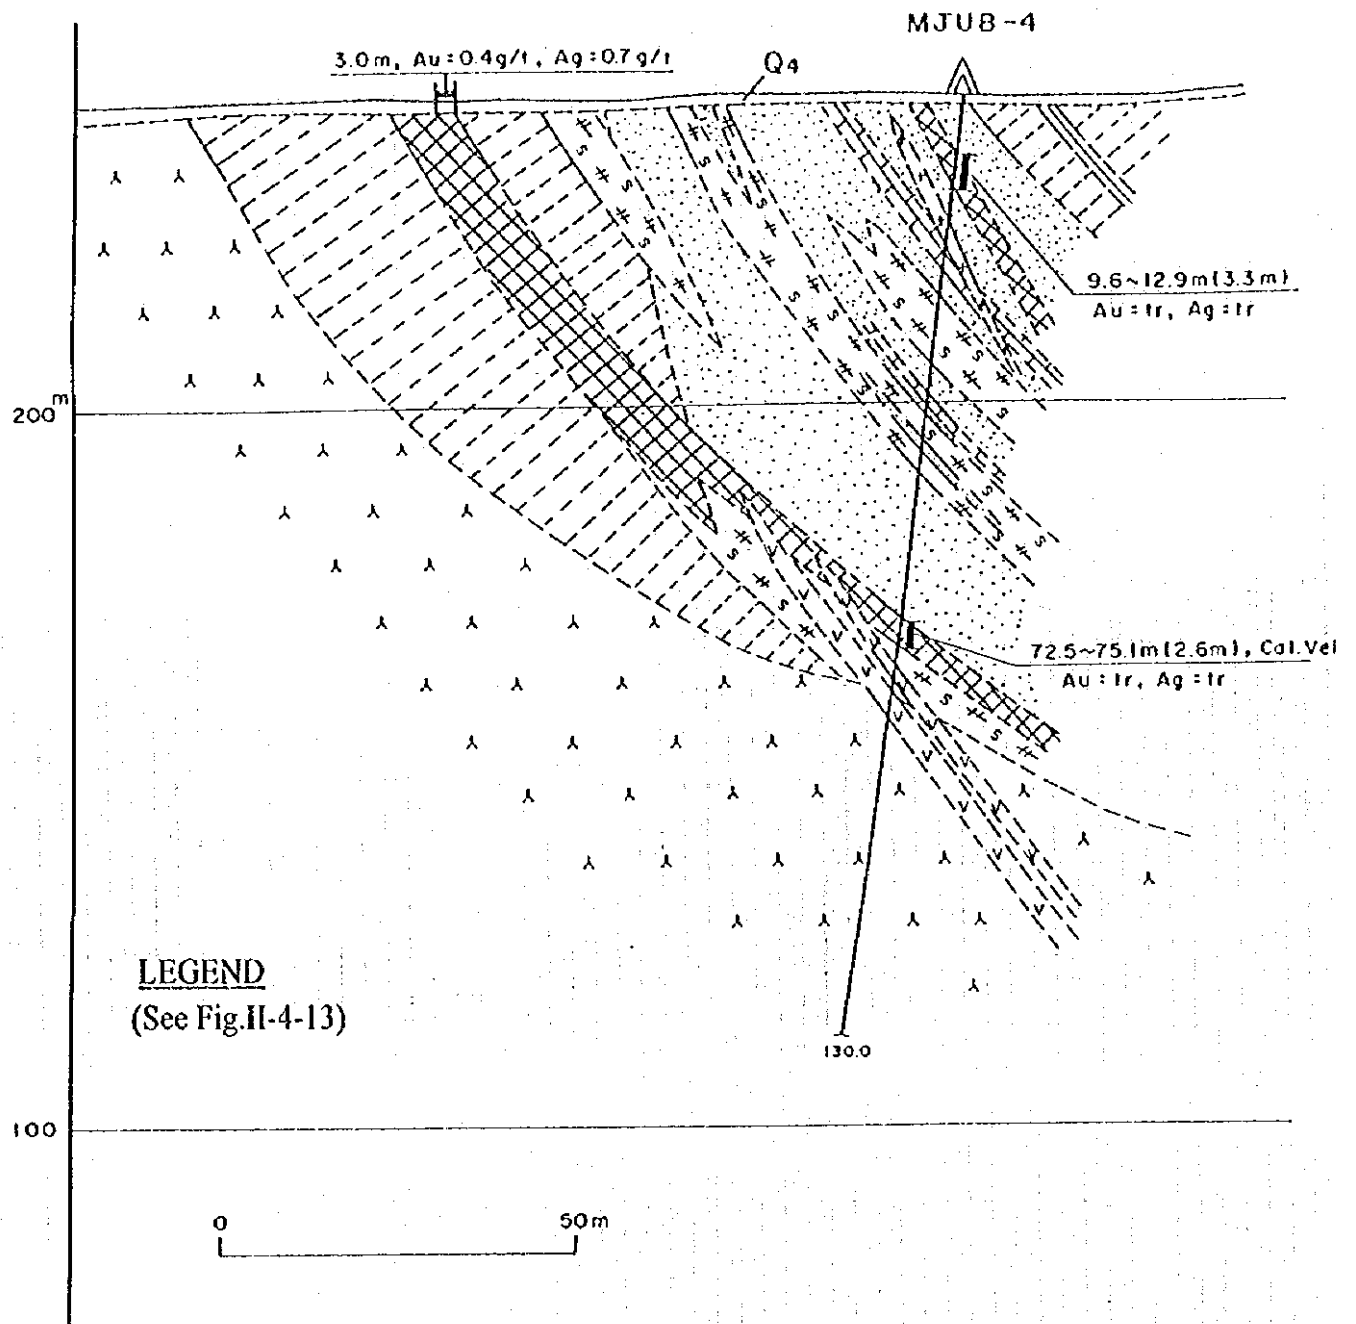 MJUB-4
3.0m, Au=0.4g/t, Ag=0.7g/t
Q4
9.6~12.9m(3.3m)
Au=tr, Ag=tr
200m
72.5~75.1m(2.6m), Cal.Vel
Au=tr, Ag=tr
LEGEND
(See Fig.II-4-13)
130.0
100
0 50m